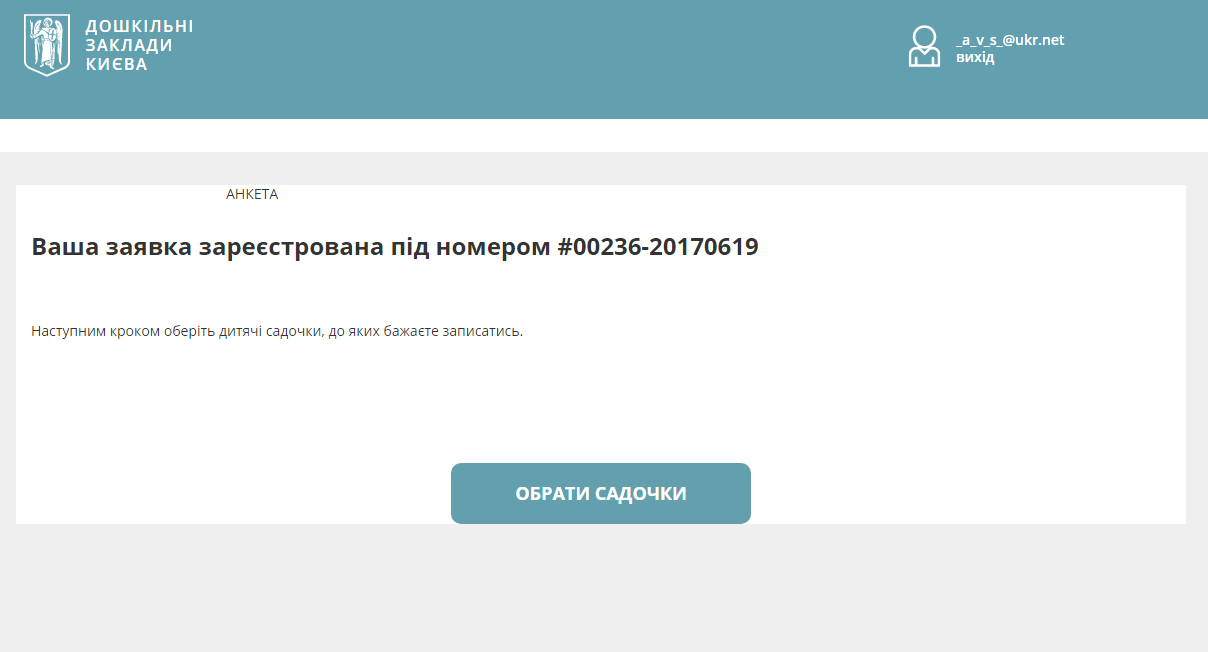 ДОШКІЛЬНІ
ЗАКЛАДИ
КИЄВА
_a_v_s_@ukr.net
вихід
АНКЕТА
Ваша заявка зареєстрована під номером #00236-20170619
Наступним кроком оберіть дитячі садочки, до яких бажаєте записатись.
ОБРАТИ САДОЧКИ